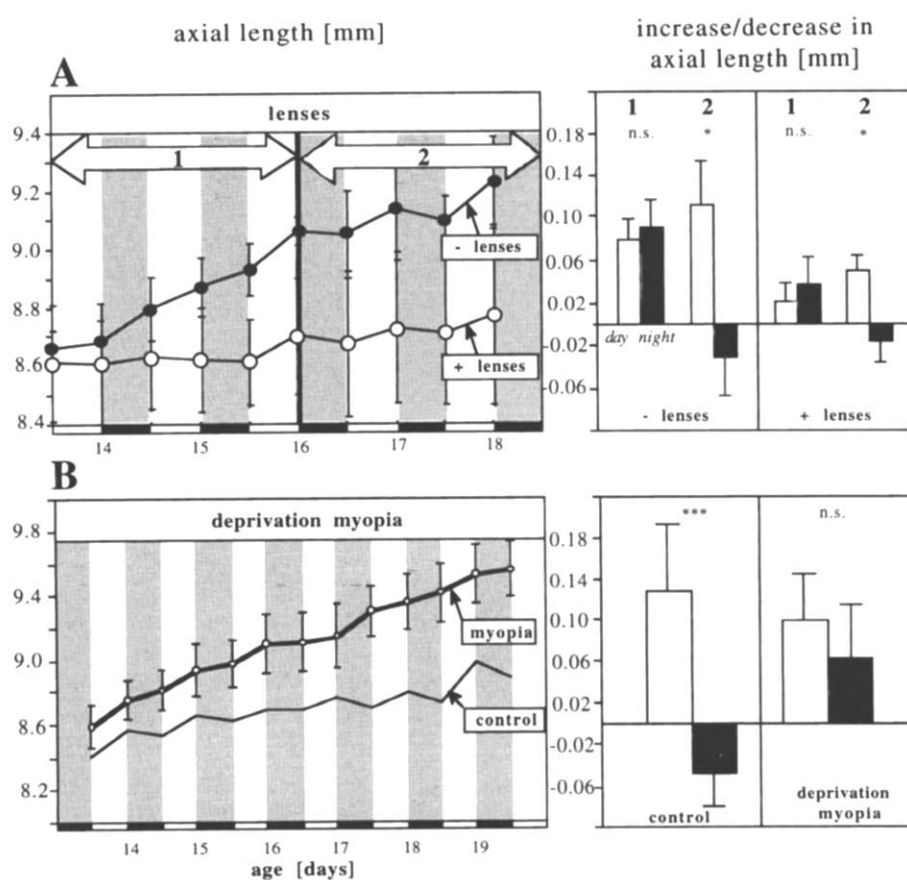 axial length [mm]
increase/decrease in
axial length [mm]
A
lenses
1 2
9.4
9.2
9.0
8.8
8.6
8.4
- lenses
+ lenses
14 15 16 17 18
1 2 1 2
n.s. * n.s. *
0.18
0.14
0.10
0.06
0.02
-0.02
-0.06
day night
- lenses + lenses
B
deprivation myopia
9.8
9.4
9.0
8.6
8.2
myopia
control
14 15 16 17 18 19
age [days]
*** n.s.
0.18
0.14
0.10
0.06
0.02
-0.02
-0.06
control
deprivation
myopia